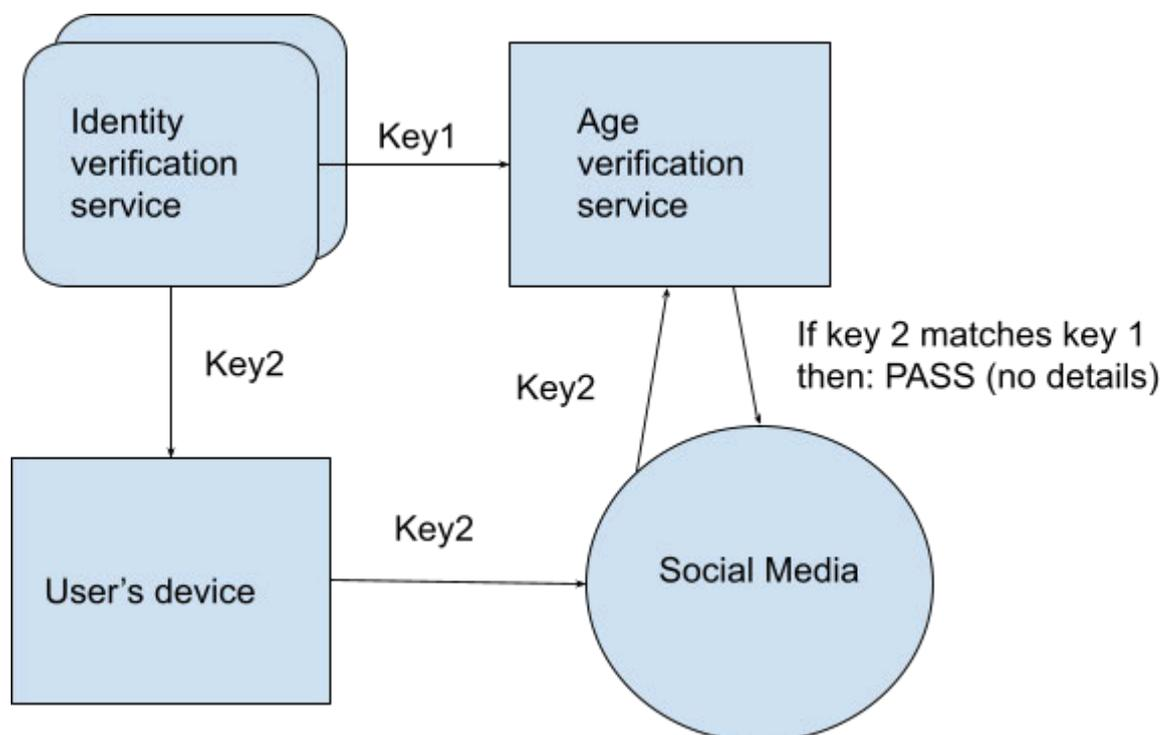 Identity
verification
service
Key1
Age
verification
service
Key2
Key2
If key 2 matches key 1
then: PASS (no details)
User’s device
Key2
Social Media